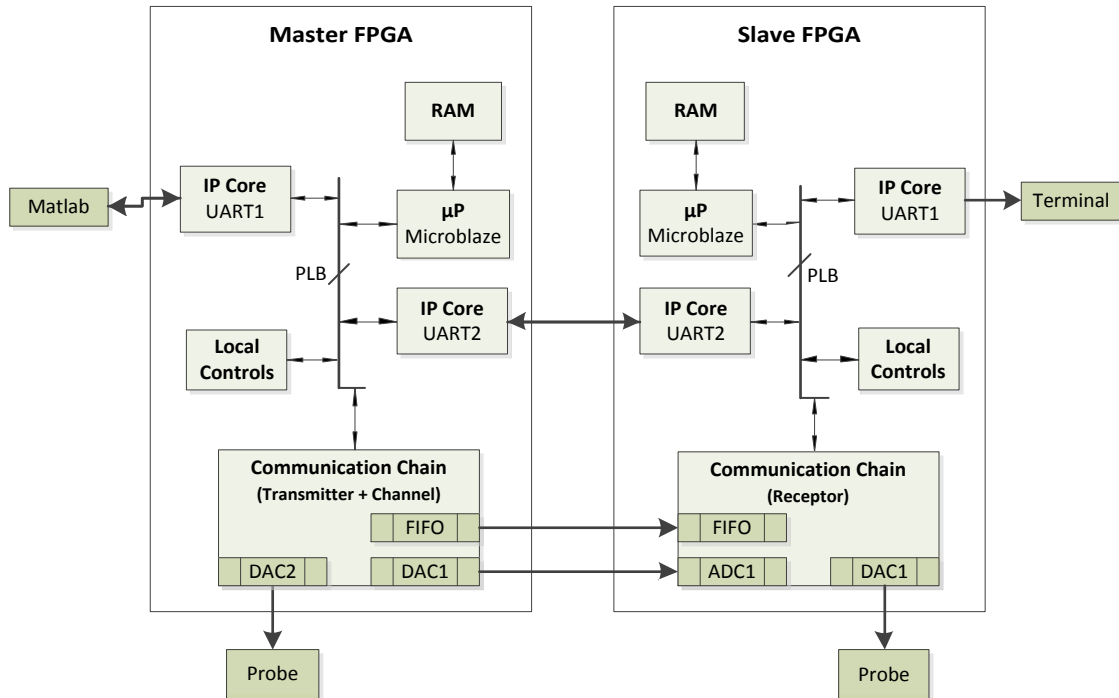 Master FPGA
RAM
IP Core
UART1
Matlab
µP
Microblaze
PLB
IP Core
UART2
Local
Controls
Communication Chain
(Transmitter + Channel)
FIFO
DAC2
DAC1
Probe
Slave FPGA
RAM
IP Core
UART1
Terminal
µP
Microblaze
PLB
IP Core
UART2
Local
Controls
Communication Chain
(Receptor)
FIFO
ADC1
DAC1
Probe